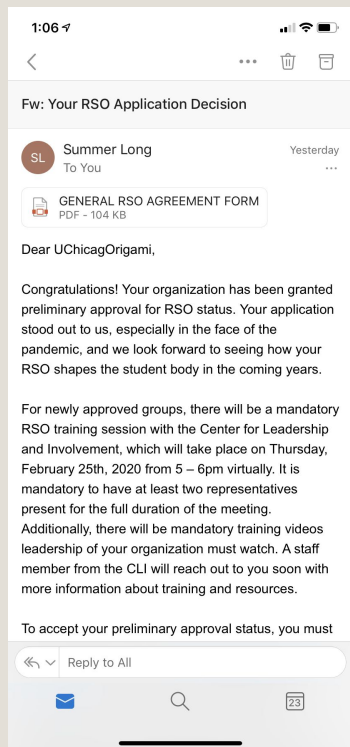 1:06
Fw: Your RSO Application Decision
SL
Summer Long
Yesterday
To You
GENERAL RSO AGREEMENT FORM
PDF - 104 KB
Dear UChicagOrigami,
Congratulations! Your organization has been granted
preliminary approval for RSO status. Your application
stood out to us, especially in the face of the
pandemic, and we look forward to seeing how your
RSO shapes the student body in the coming years.
For newly approved groups, there will be a mandatory
RSO training session with the Center for Leadership
and Involvement, which will take place on Thursday,
February 25th, 2020 from 5 – 6pm virtually. It is
mandatory to have at least two representatives
present for the full duration of the meeting.
Additionally, there will be mandatory training videos
leadership of your organization must watch. A staff
member from the CLI will reach out to you soon with
more information about training and resources.
To accept your preliminary approval status, you must
Reply to All
23